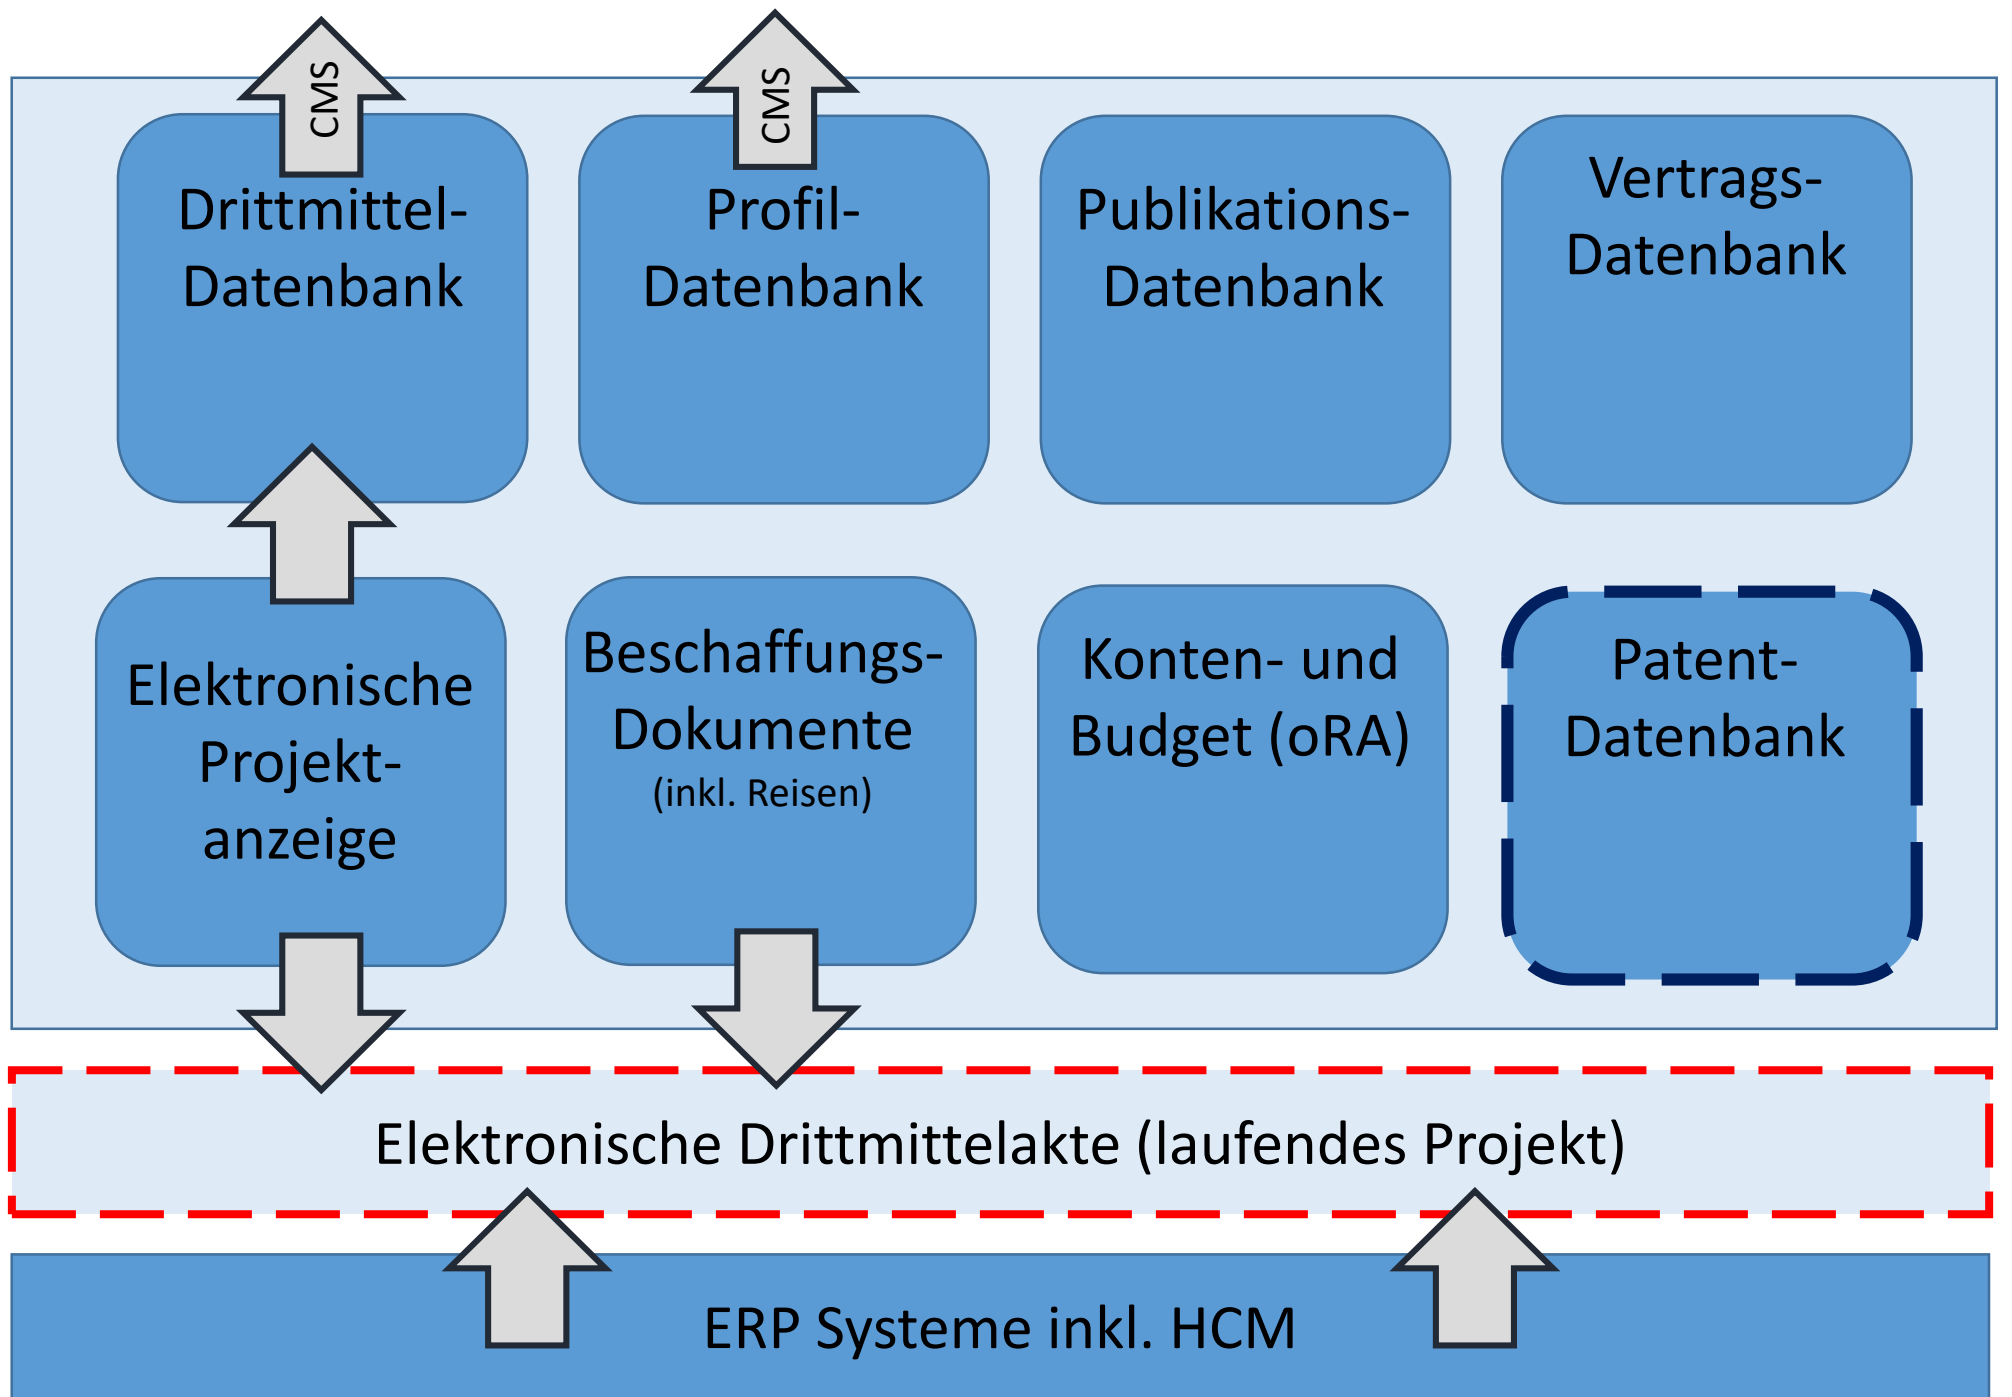 CMS
CMS
Drittmittel-
Datenbank
Profil-
Datenbank
Publikations-
Datenbank
Vertrags-
Datenbank
Elektronische
Projekt-
anzeige
Beschaffungs-
Dokumente
(inkl. Reisen)
Konten- und
Budget (oRA)
Patent-
Datenbank
Elektronische Drittmittelakte (laufendes Projekt)
ERP Systeme inkl. HCM